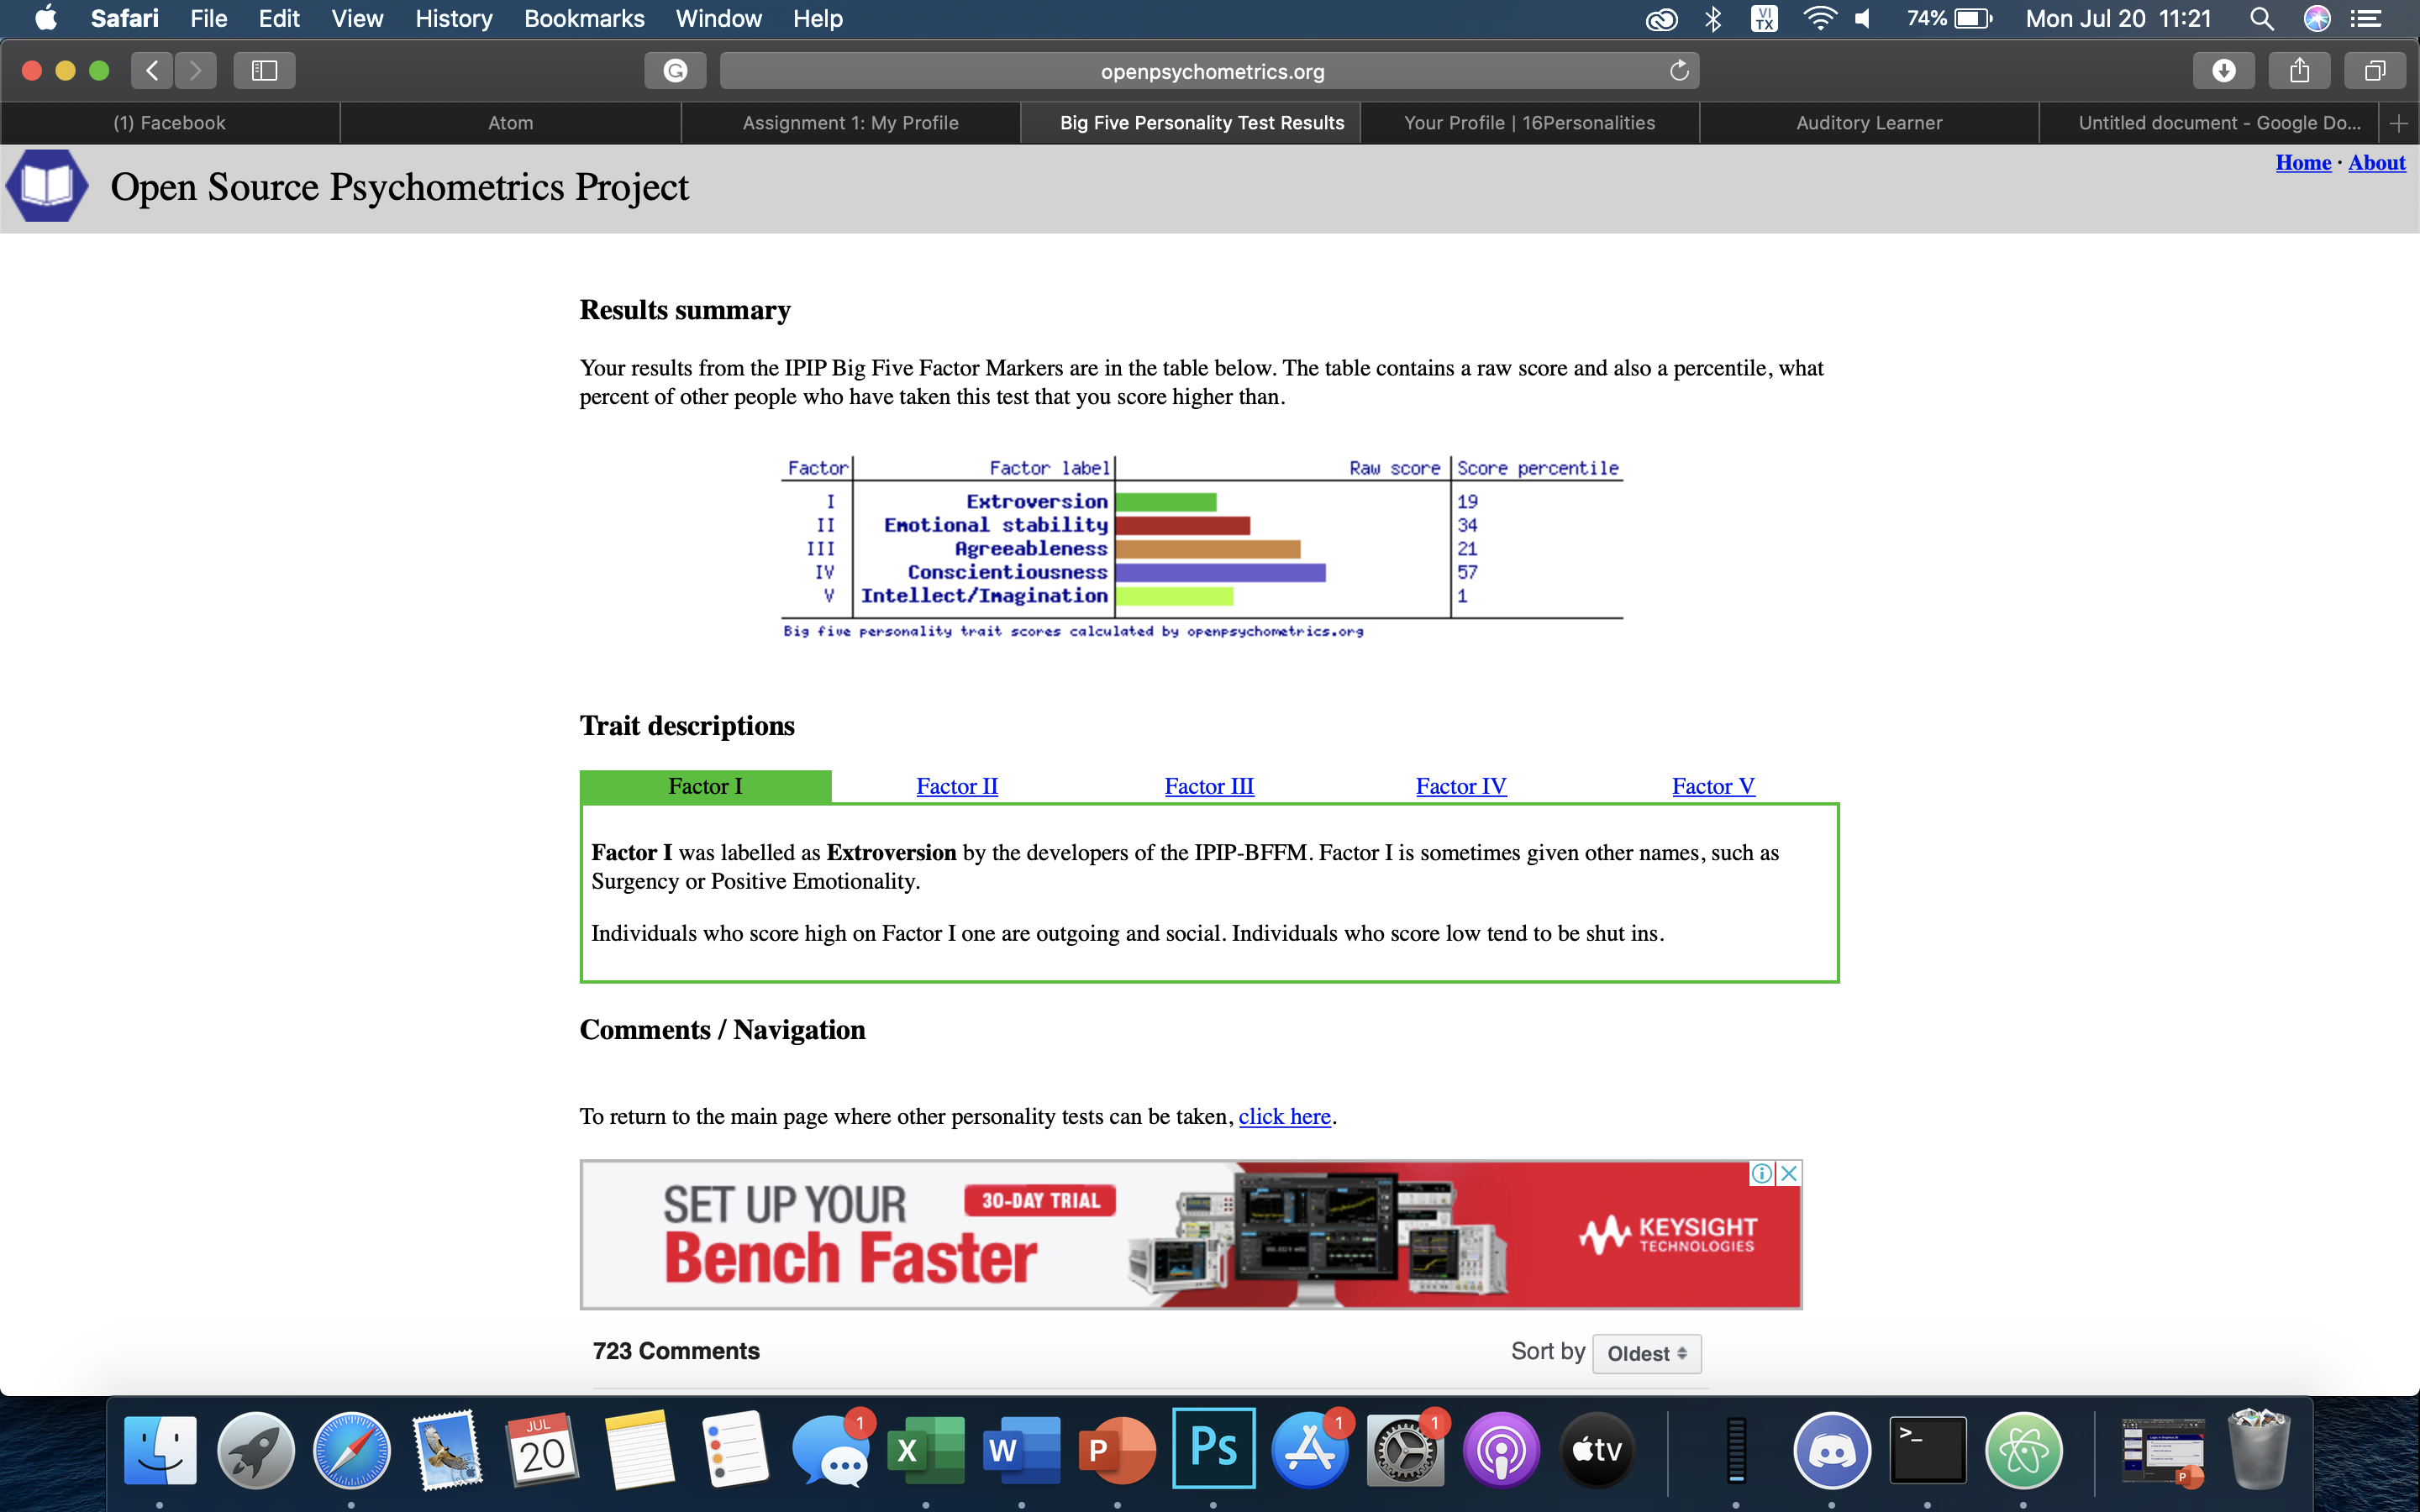 Safari File Edit View History Bookmarks Window Help VI TX 74% Mon Jul 20 11:21
openpsychometrics.org
(1) Facebook Atom Assignment 1: My Profile Big Five Personality Test Results Your Profile | 16Personalities Auditory Learner Untitled document - Google Do...
Open Source Psychometrics Project
Home · About
Results summary
Your results from the IPIP Big Five Factor Markers are in the table below. The table contains a raw score and also a percentile, what
percent of other people who have taken this test that you score higher than.
Factor Factor label Raw score Score percentile
I Extroversion 19
II Emotional stability 34
III Agreeableness 21
IV Conscientiousness 57
V Intellect/Imagination 1
Big five personality trait scores calculated by openpsychometrics.org
Trait descriptions
Factor I Factor II Factor III Factor IV Factor V
Factor I was labelled as Extroversion by the developers of the IPIP-BFFM. Factor I is sometimes given other names, such as
Surgency or Positive Emotionality.
Individuals who score high on Factor I one are outgoing and social. Individuals who score low tend to be shut ins.
Comments / Navigation
To return to the main page where other personality tests can be taken, click here.
SET UP YOUR
Bench Faster
30-DAY TRIAL
KEYSIGHT
TECHNOLOGIES
723 Comments
Sort by Oldest
JUL
20
1
X
W
P
Ps
1
1
tv
>_
P